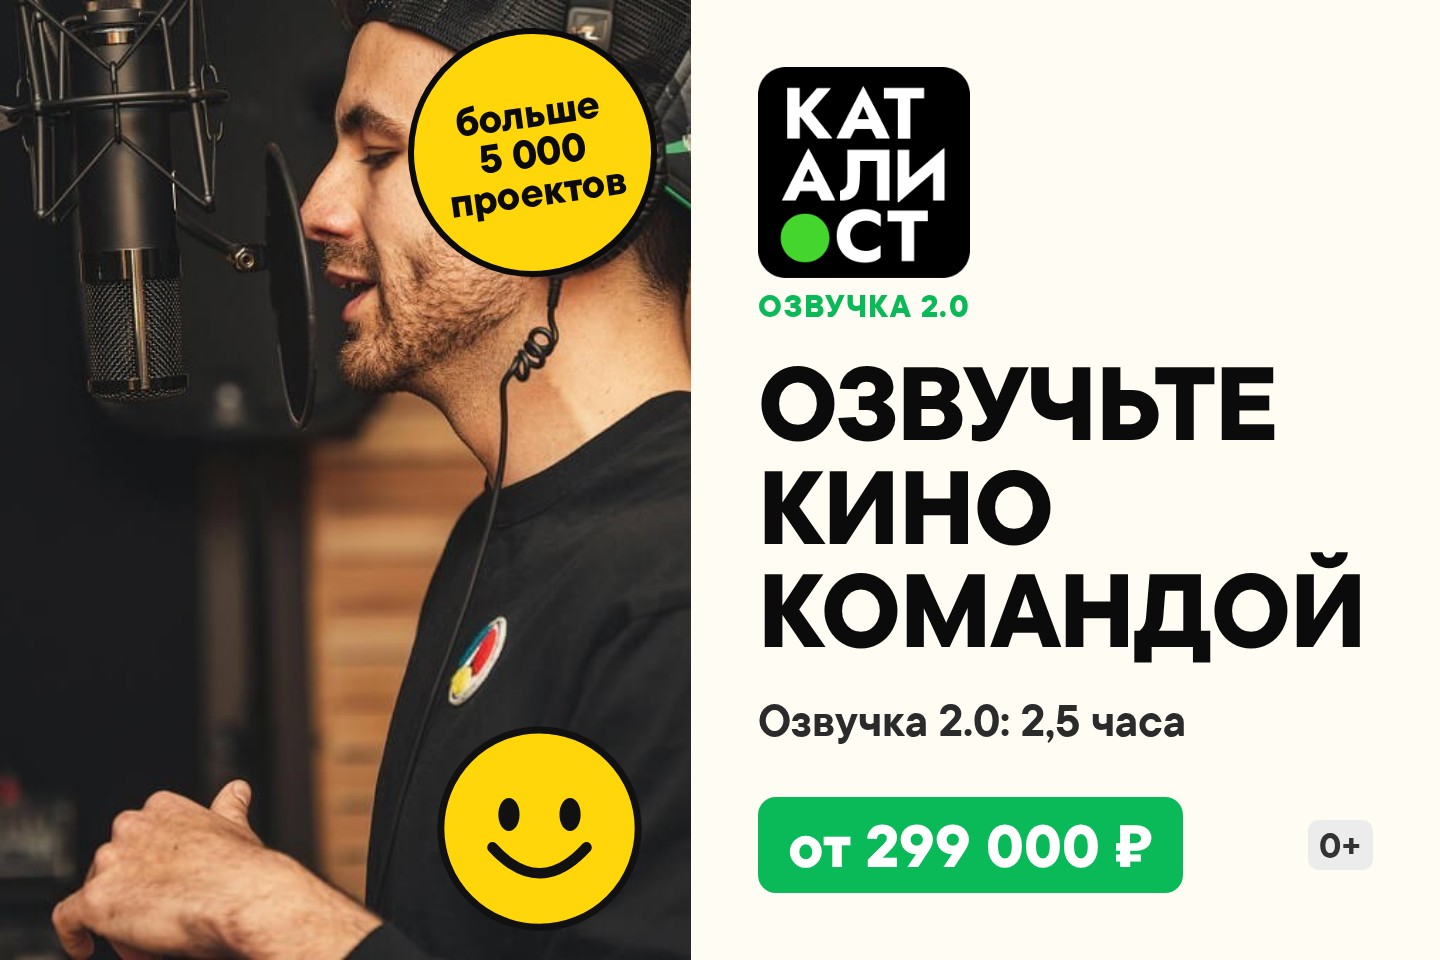 больше
5 000
проектов
КАТ
АЛИ
СТ
ОЗВУЧКА 2.0
ОЗВУЧЬТЕ
КИНО
КОМАНДОЙ
Озвучка 2.0: 2,5 часа
от 299 000 ₽
0+